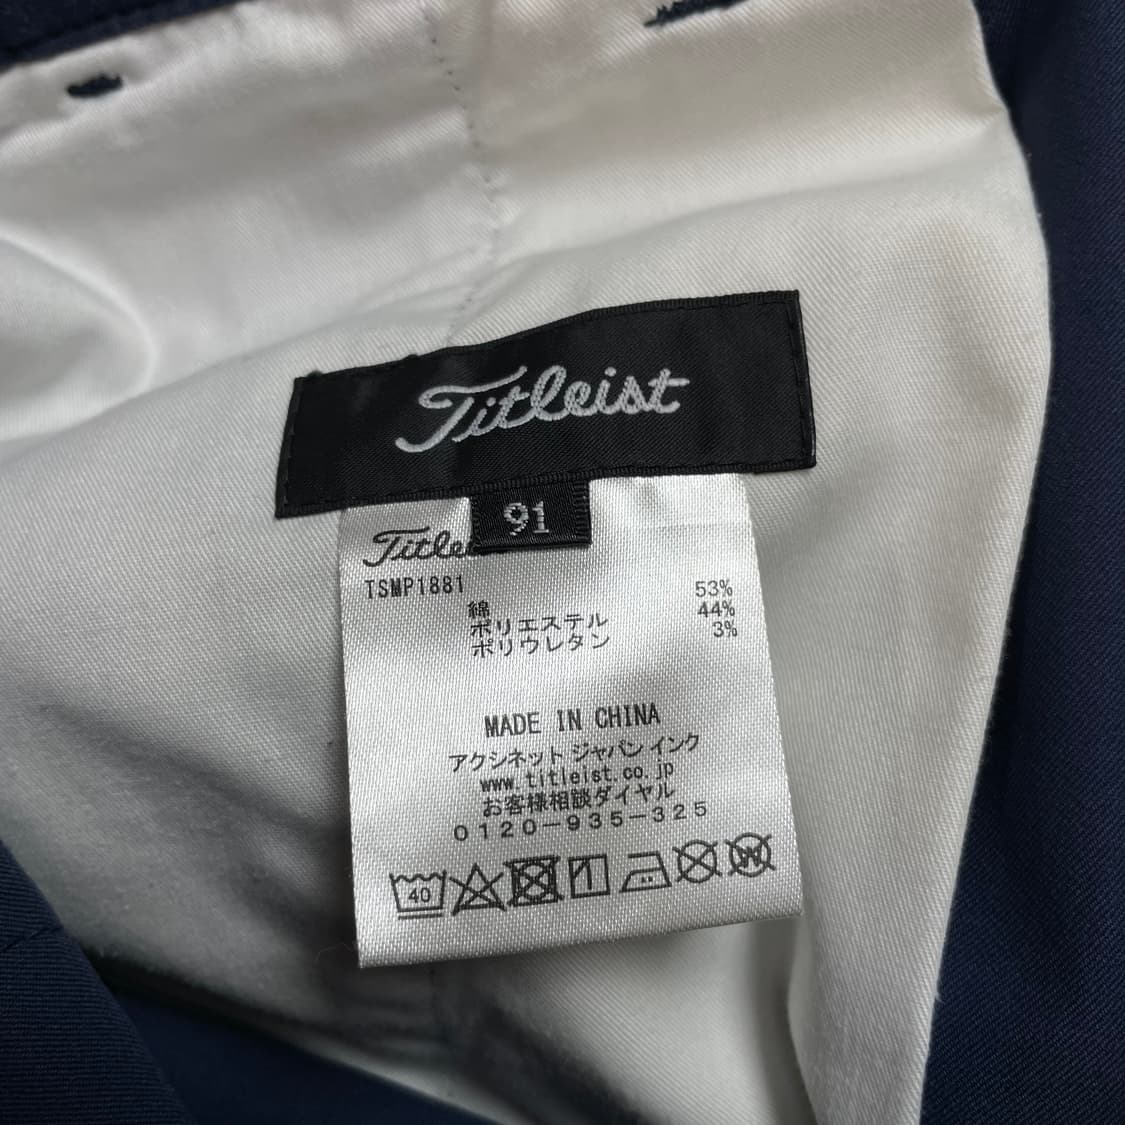 Titleist
91
Titlei
TSMP1881
綿 53%
ポリエステル 44%
ポリウレタン 3%
MADE IN CHINA
アクシネット ジャパン インク
www.titleist.co.jp
お客様相談ダイヤル
0120-935-325
40
W